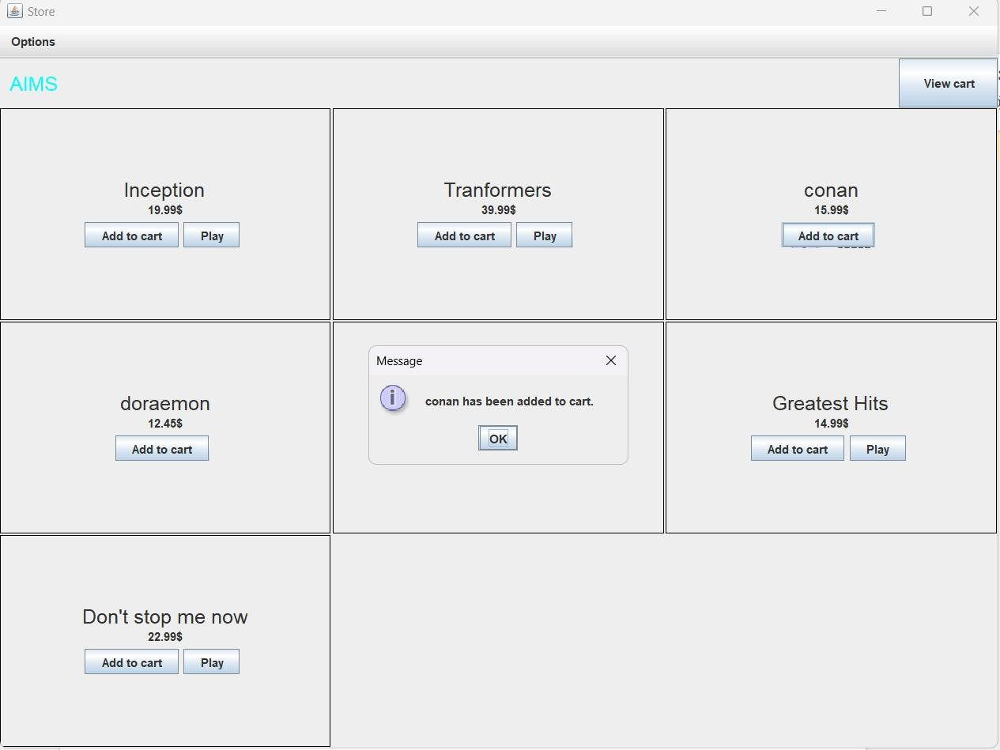 Store
Options
AIMS
View cart
Inception
19.99$
Add to cart Play
Tranformers
39.99$
Add to cart Play
conan
15.99$
Add to cart
doraemon
12.45$
Add to cart
Message
i
conan has been added to cart.
OK
Greatest Hits
14.99$
Add to cart Play
Don't stop me now
22.99$
Add to cart Play